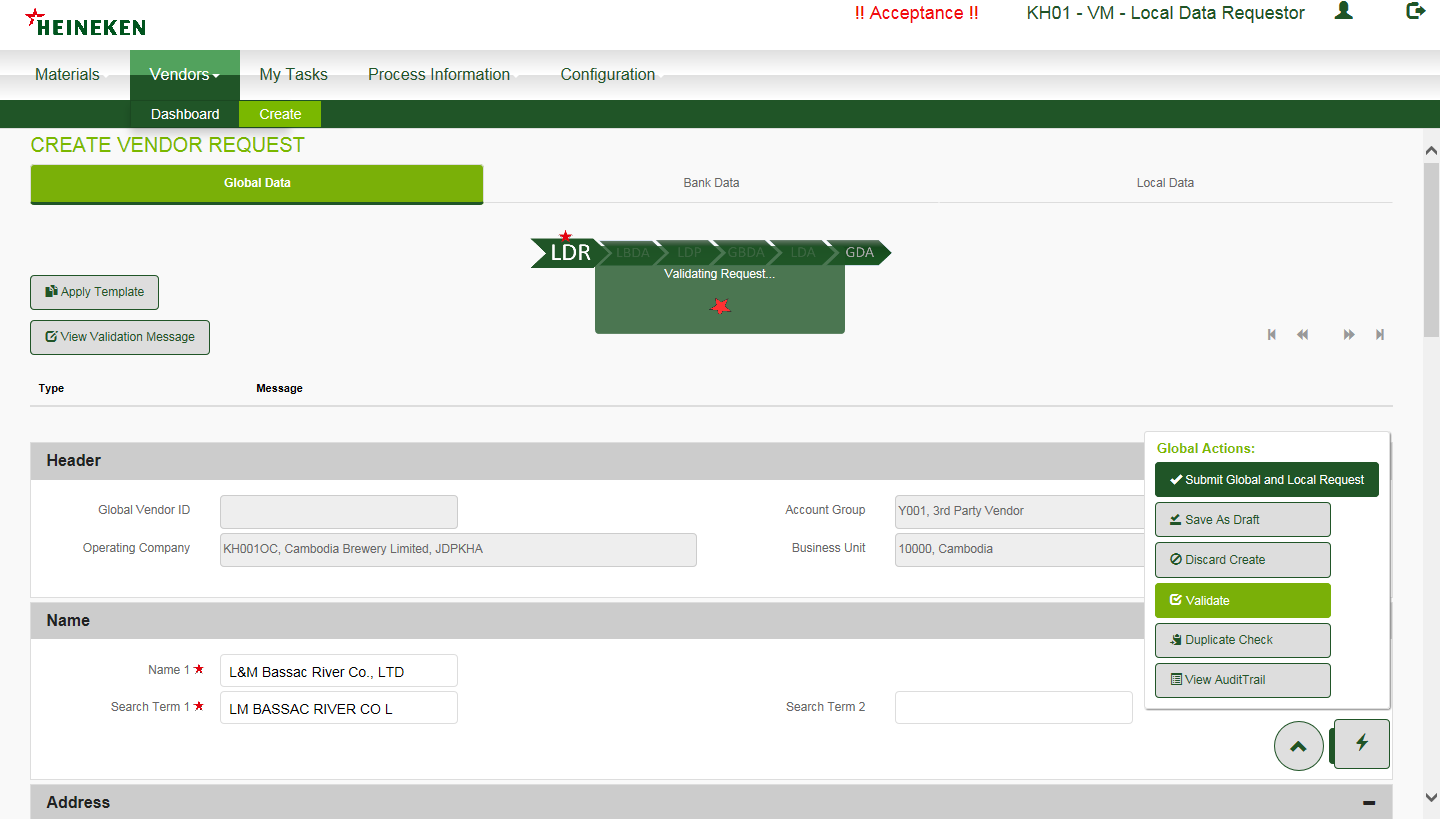 HEINEKEN
!! Acceptance !! KH01 - VM - Local Data Requestor
Materials Vendors My Tasks Process Information Configuration
Dashboard Create
CREATE VENDOR REQUEST
Global Data Bank Data Local Data
LDR LBDA LDP GBDA LDA GDA
Validating Request...
Apply Template
View Validation Message
Type Message
Header
Global Vendor ID Account Group Y001, 3rd Party Vendor
Operating Company KH001OC, Cambodia Brewery Limited, JDPKHA Business Unit 10000, Cambodia
Name
Name 1 L&M Bassac River Co., LTD
Search Term 1 LM BASSAC RIVER CO L Search Term 2
Address
Global Actions:
Submit Global and Local Request
Save As Draft
Discard Create
Validate
Duplicate Check
View AuditTrail